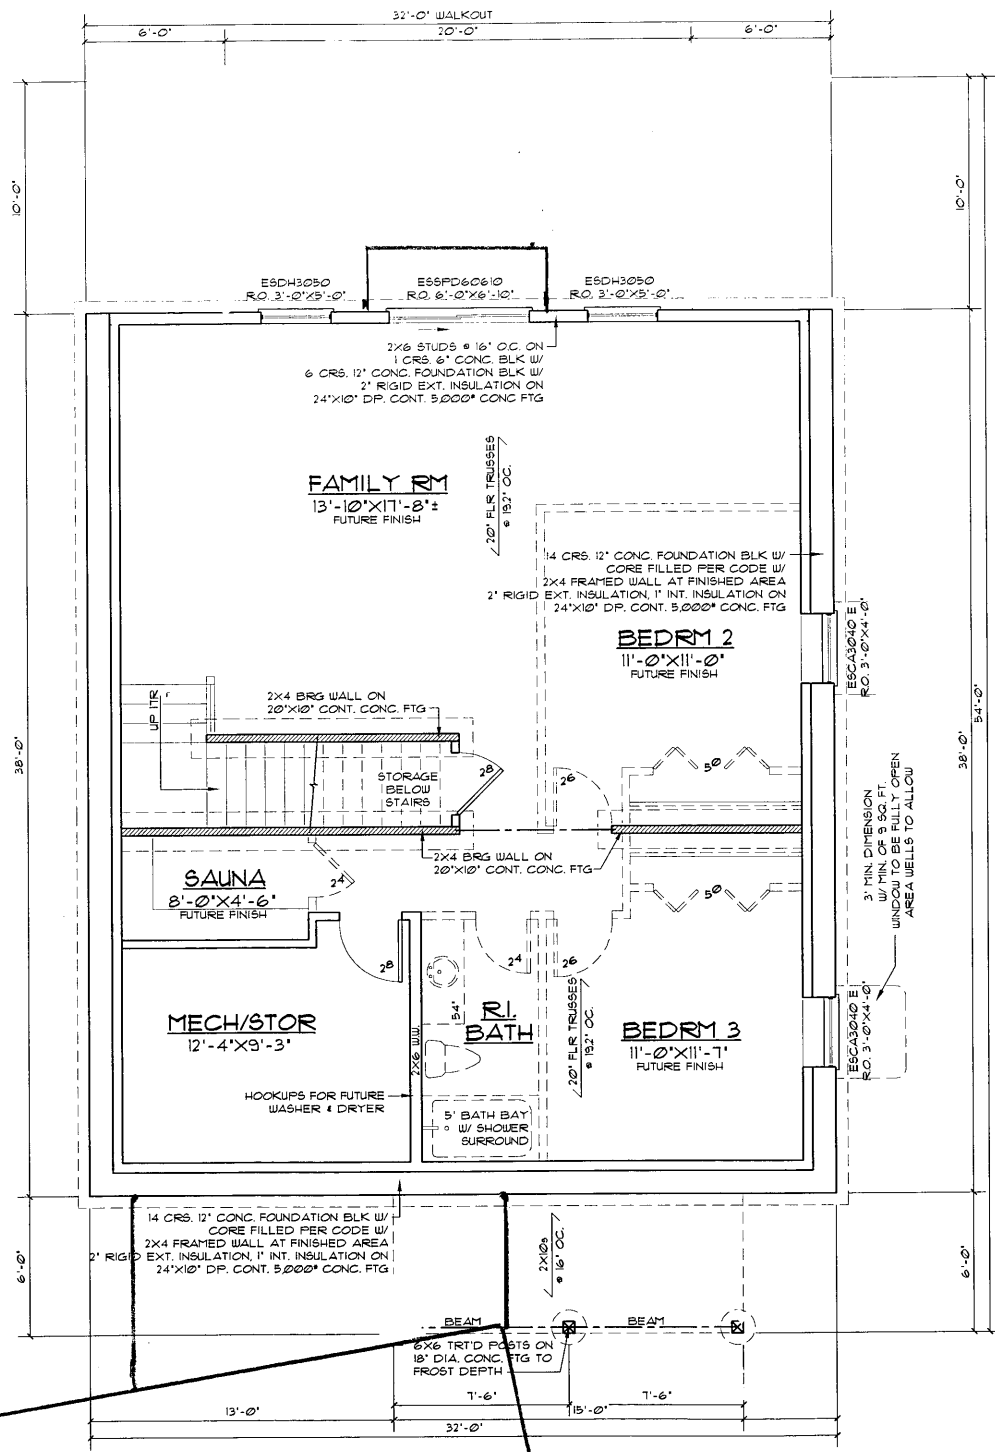 32'-0" WALKOUT
6'-0"
20'-0"
6'-0"
10'-0"
10'-0"
ESDH3050
R.O. 3'-0"X5'-0"
ESSPD60610
R.O. 6'-0"X6'-10"
ESDH3050
R.O. 3'-0"X5'-0"
2X6 STUDS @ 16" O.C. ON
1 CRS. 6" CONC. BLK W/
6 CRS. 12" CONC. FOUNDATION BLK W/
2" RIGID EXT. INSULATION ON
24"X10" DP. CONT. 5,000# CONC FTG
FAMILY RM
13'-10"X17'-8"±
FUTURE FINISH
20" FLR TRUSSES
@ 19.2" OC.
14 CRS. 12" CONC. FOUNDATION BLK W/
CORE FILLED PER CODE W/
2X4 FRAMED WALL AT FINISHED AREA
2" RIGID EXT. INSULATION, 1" INT. INSULATION ON
24"X10" DP. CONT. 5,000# CONC. FTG
BEDRM 2
11'-0"X11'-0"
FUTURE FINISH
ESCA3040 E
R.O. 3'-0"X4'-0"
54'-0"
38'-0"
38'-0"
UP 17R
2X4 BRG WALL ON
20"X10" CONT. CONC. FTG
STORAGE
BELOW
STAIRS
28
26
50
3' MIN. DIMENSION
W/ MIN. OF 9 SQ. FT.
WINDOW TO BE FULLY OPEN
AREA WELLS TO ALLOW
2X4 BRG WALL ON
20"X10" CONT. CONC. FTG
SAUNA
8'-0"X4'-6"
FUTURE FINISH
24
50
28
24
26
MECH/STOR
12'-4"X9'-3"
54"
R.I.
BATH
20" FLR TRUSSES
@ 19.2" OC.
BEDRM 3
11'-0"X11'-7"
FUTURE FINISH
ESCA3040 E
R.O. 3'-0"X4'-0"
2X6 W.W.
HOOKUPS FOR FUTURE
WASHER & DRYER
5' BATH BAY
W/ SHOWER
SURROUND
14 CRS. 12" CONC. FOUNDATION BLK W/
CORE FILLED PER CODE W/
2X4 FRAMED WALL AT FINISHED AREA
2" RIGID EXT. INSULATION, 1" INT. INSULATION ON
24"X10" DP. CONT. 5,000# CONC. FTG
2X10s
@ 16" OC.
6'-0"
6'-0"
BEAM
BEAM
6X6 TRT'D POSTS ON
18" DIA. CONC. FTG TO
FROST DEPTH
7'-6"
7'-6"
13'-0"
15'-0"
32'-0"